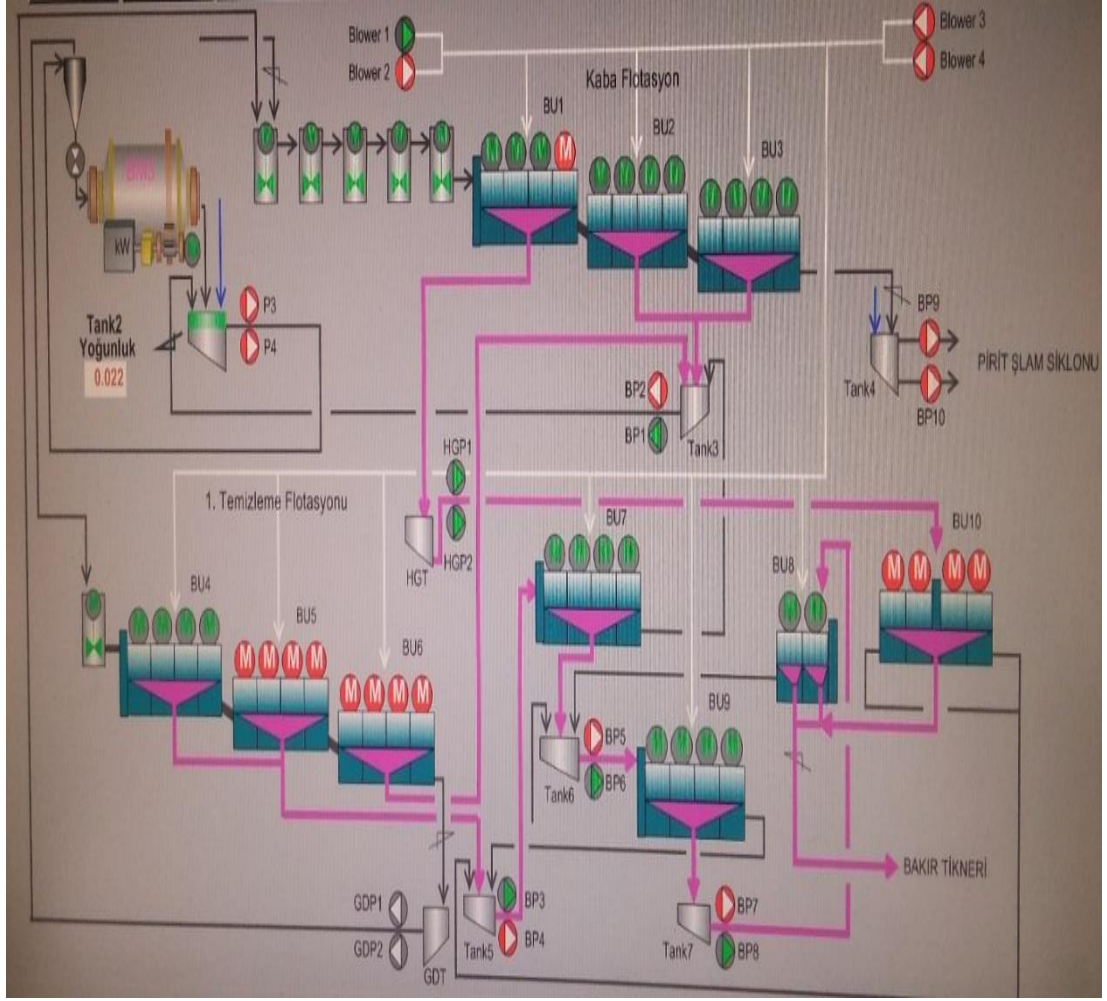 Blower 1
Blower 2
Blower 3
Blower 4
Kaba Flotasyon
BU1
BU2
BU3
M
BM3
kW
P3
P4
Tank2
Yoğunluk
0.022
BP2
BP1
Tank3
Tank4
BP9
BP10
PİRİT ŞLAM SİKLONU
1. Temizleme Flotasyonu
HGP1
HGP2
HGT
BU4
BU5
M M M M
BU6
M M M M
BU7
BU8
BU10
M M M M
BU9
Tank6
BP5
BP6
BAKIR TİKNERİ
GDP1
GDP2
GDT
Tank5
BP3
BP4
Tank7
BP7
BP8